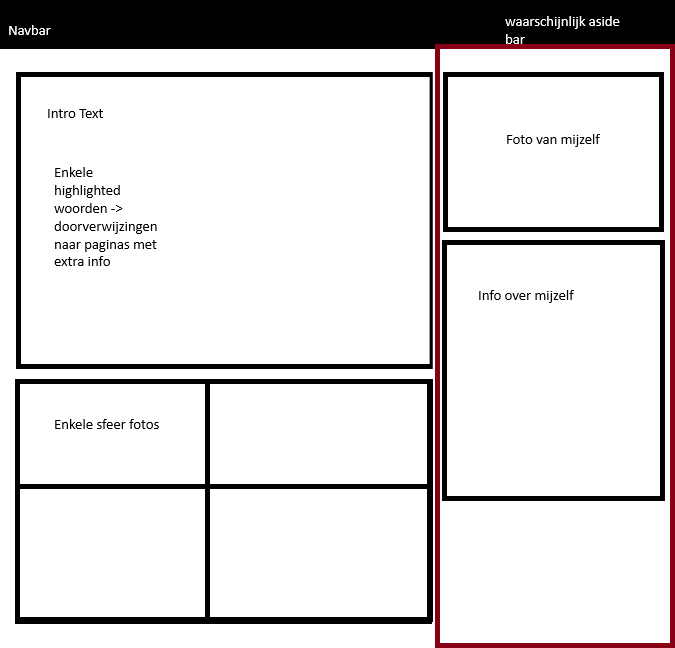 Navbar
waarschijnlijk aside
bar
Intro Text
Enkele
highlighted
woorden ->
doorverwijzingen
naar paginas met
extra info
Foto van mijzelf
Info over mijzelf
Enkele sfeer fotos